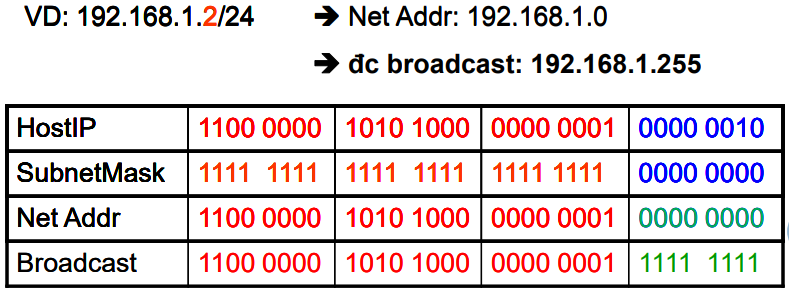 VD: 192.168.1.2/24 ➔ Net Addr: 192.168.1.0
➔ đc broadcast: 192.168.1.255
HostIP 1100 0000 1010 1000 0000 0001 0000 0010
SubnetMask 1111 1111 1111 1111 1111 1111 0000 0000
Net Addr 1100 0000 1010 1000 0000 0001 0000 0000
Broadcast 1100 0000 1010 1000 0000 0001 1111 1111